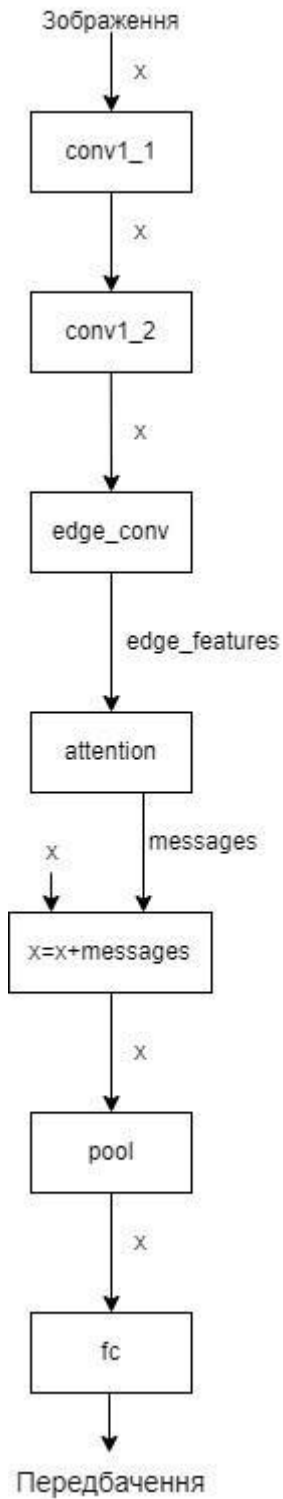 Зображення
x
conv1_1
x
conv1_2
x
edge_conv
edge_features
attention
messages
x
x=x+messages
x
pool
x
fc
Передбачення